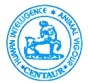 HUMAN INTELLIGENCE ★ ANIMAL VIGOUR
★ CENTAUR ★